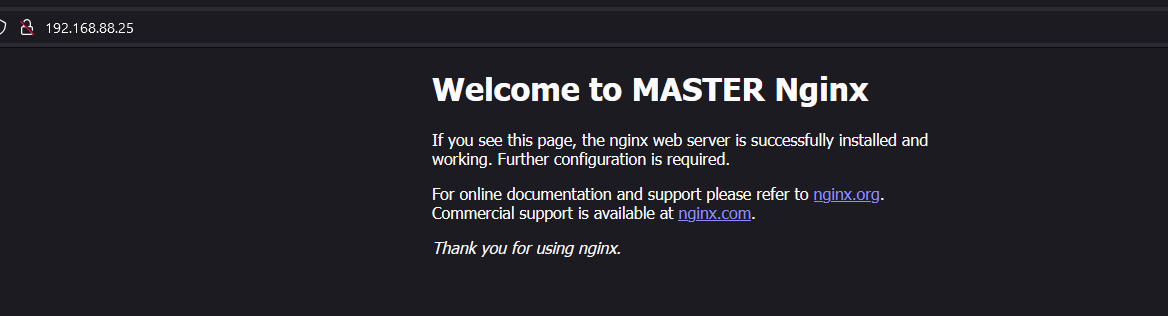 192.168.88.25
Welcome to MASTER Nginx
If you see this page, the nginx web server is successfully installed and
working. Further configuration is required.
For online documentation and support please refer to nginx.org.
Commercial support is available at nginx.com.
Thank you for using nginx.